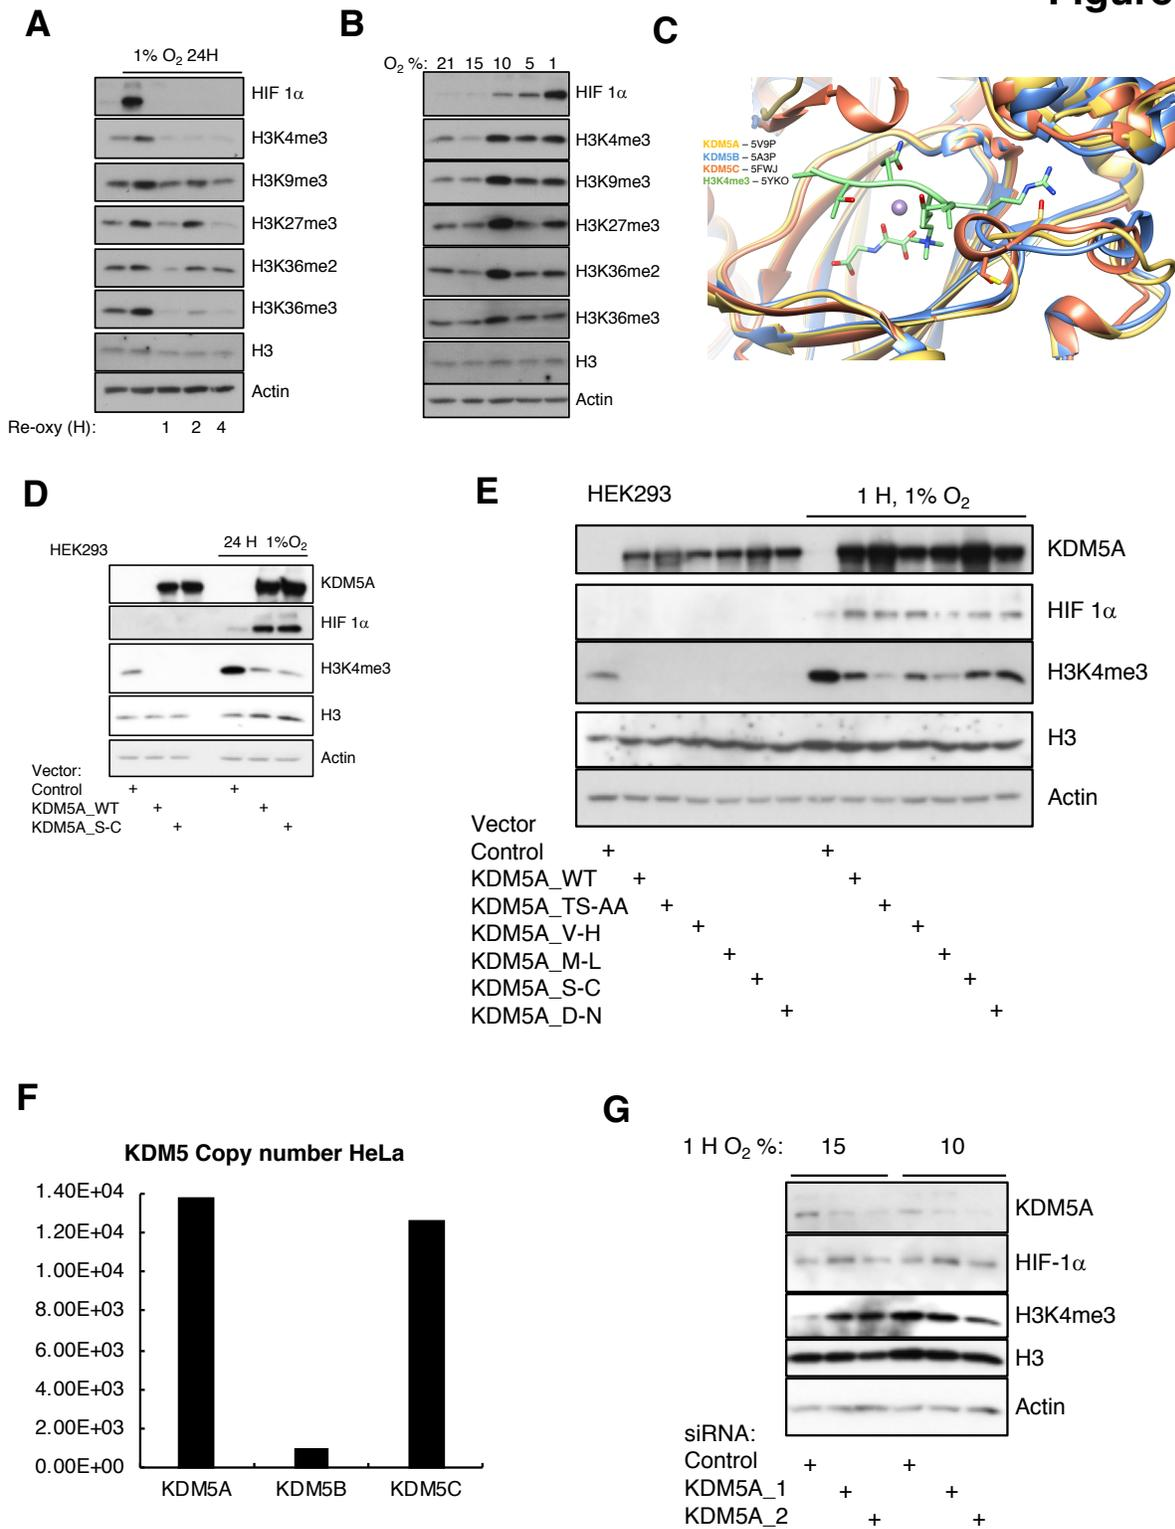 Figure
A
1% O₂ 24H
HIF 1α
H3K4me3
H3K9me3
H3K27me3
H3K36me2
H3K36me3
H3
Actin
Re-oxy (H): 1 2 4
B
O₂ %: 21 15 10 5 1
HIF 1α
H3K4me3
H3K9me3
H3K27me3
H3K36me2
H3K36me3
H3
Actin
C
KDM5A – 5V9P
KDM5B – 5A3P
KDM5C – 5FWJ
H3K4me3 – 5YKO
D
HEK293
24 H 1%O₂
KDM5A
HIF 1α
H3K4me3
H3
Actin
Vector:
Control + +
KDM5A_WT + +
KDM5A_S-C + +
E
HEK293
1 H, 1% O₂
KDM5A
HIF 1α
H3K4me3
H3
Actin
Vector
Control + +
KDM5A_WT + +
KDM5A_TS-AA + +
KDM5A_V-H + +
KDM5A_M-L + +
KDM5A_S-C + +
KDM5A_D-N + +
F
KDM5 Copy number HeLa
1.40E+04
1.20E+04
1.00E+04
8.00E+03
6.00E+03
4.00E+03
2.00E+03
0.00E+00
KDM5A KDM5B KDM5C
G
1 H O₂ %: 15 10
KDM5A
HIF-1α
H3K4me3
H3
Actin
siRNA:
Control + +
KDM5A_1 + +
KDM5A_2 + +